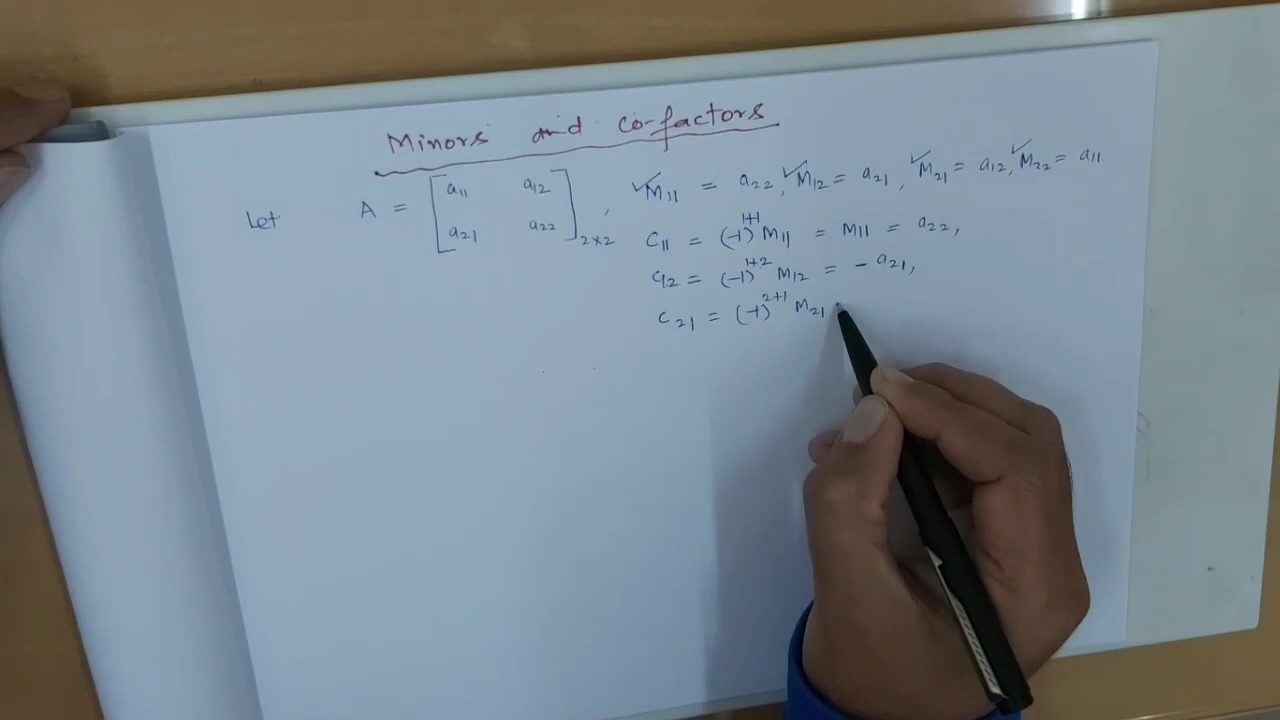 Minors and co-factors
Let A = [a11 a12 a21 a22]2×2, ✓M11 = a22, ✓M12 = a21, ✓M21 = a12, ✓M22 = a11.
C11 = (-1)^1+1 M11 = M11 = a22,
C12 = (-1)^1+2 M12 = - a21,
C21 = (-1)^2+1 M21